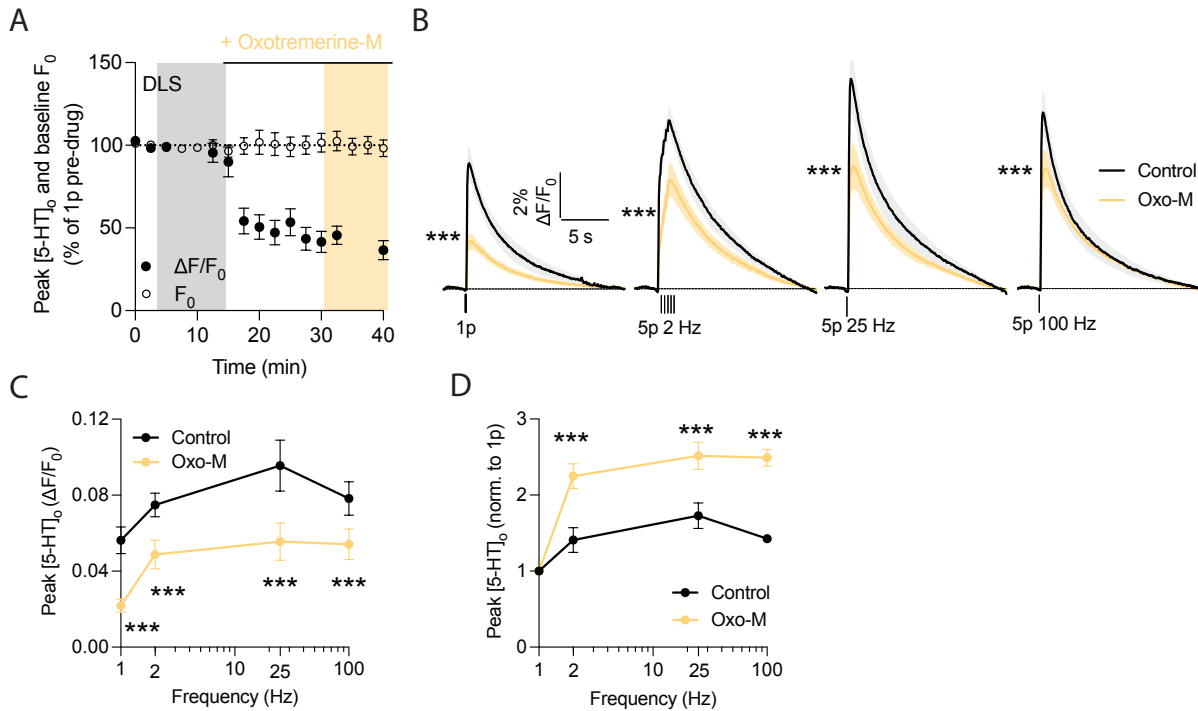 A
+ Oxotremerine-M
Peak [5-HT]o and baseline F0
(% of 1p pre-drug)
150
100
50
0
DLS
ΔF/F0
F0
0
10
20
30
40
Time (min)
B
***
1p
2%
ΔF/F0
5 s
***
5p 2 Hz
***
5p 25 Hz
***
5p 100 Hz
Control
Oxo-M
C
Peak [5-HT]o (ΔF/F0)
0.12
0.08
0.04
0.00
Control
Oxo-M
***
***
***
***
1
2
10
25
100
Frequency (Hz)
D
Peak [5-HT]o (norm. to 1p)
3
2
1
0
***
***
***
Control
Oxo-M
1
2
10
25
100
Frequency (Hz)